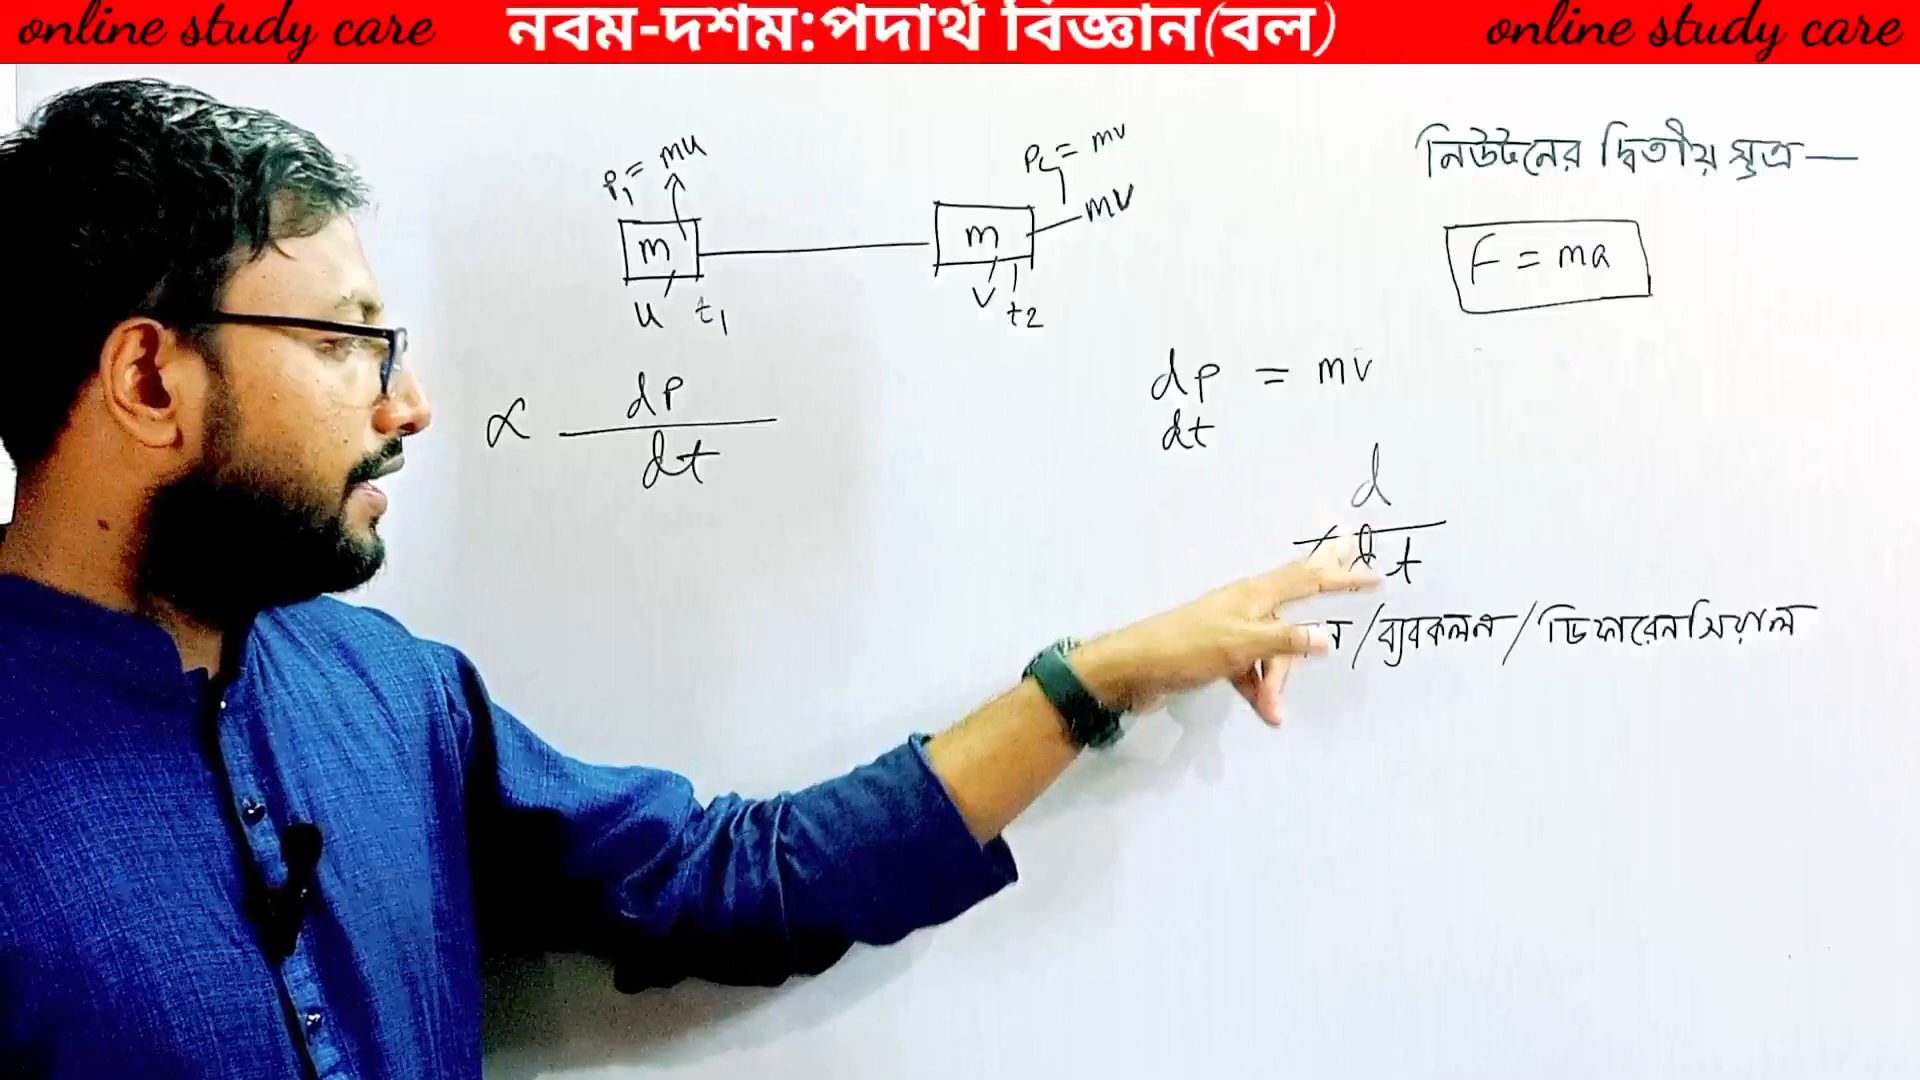 online study care নবম-দশম:পদার্থ বিজ্ঞান(বল) online study care
নিউটনের দ্বিতীয় সূত্র—
F = ma
P₁ = mu
m
u t₁
P₂ = mv
mv
m
v t₂
∝ dp
dt
dp = mv
dt
d
dt
ন/ব্যবকলন/ডিফারেনসিয়াল